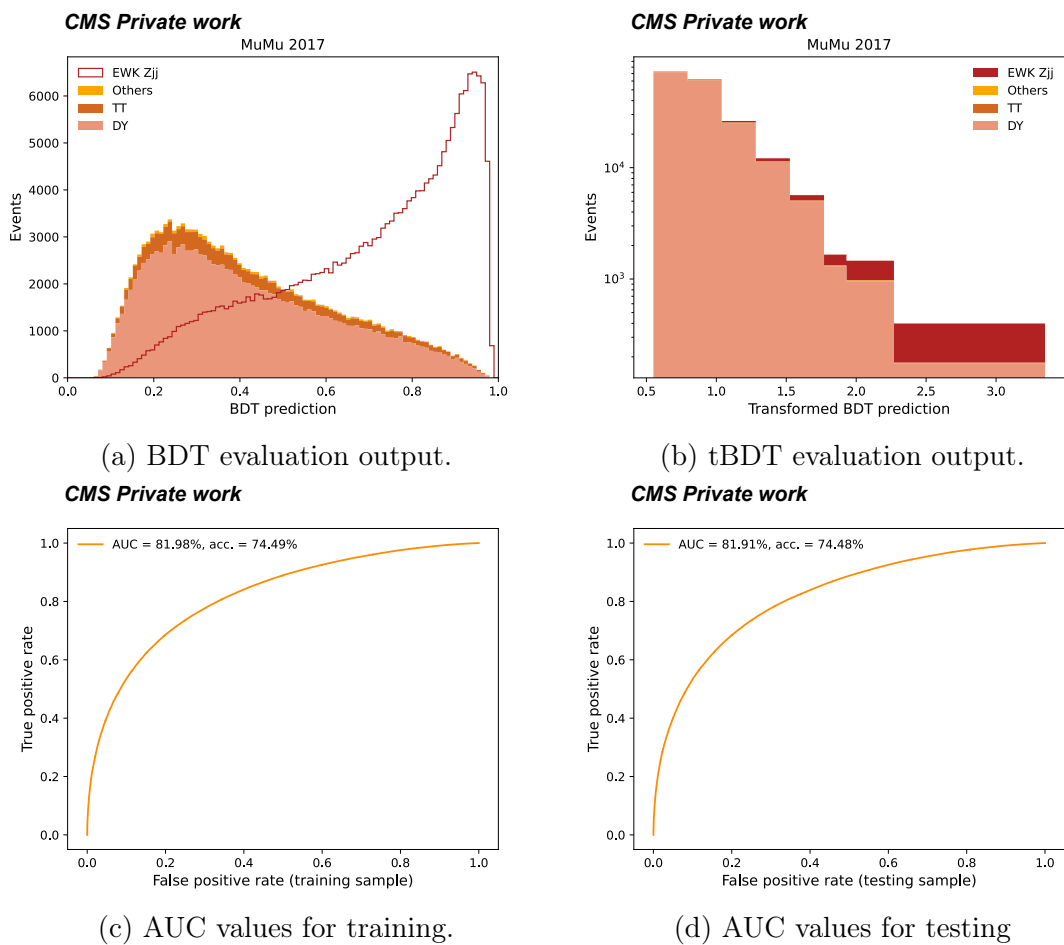 CMS Private work
MuMu 2017
EWK Zjj
Others
TT
DY
Events
6000
5000
4000
3000
2000
1000
0
0.0 0.2 0.4 0.6 0.8 1.0
BDT prediction
(a) BDT evaluation output.
CMS Private work
MuMu 2017
EWK Zjj
Others
TT
DY
Events
10^4
10^3
0.5 1.0 1.5 2.0 2.5 3.0
Transformed BDT prediction
(b) tBDT evaluation output.
CMS Private work
AUC = 81.98%, acc. = 74.49%
True positive rate
1.0
0.8
0.6
0.4
0.2
0.0
0.0 0.2 0.4 0.6 0.8 1.0
False positive rate (training sample)
(c) AUC values for training.
CMS Private work
AUC = 81.91%, acc. = 74.48%
True positive rate
1.0
0.8
0.6
0.4
0.2
0.0
0.0 0.2 0.4 0.6 0.8 1.0
False positive rate (testing sample)
(d) AUC values for testing